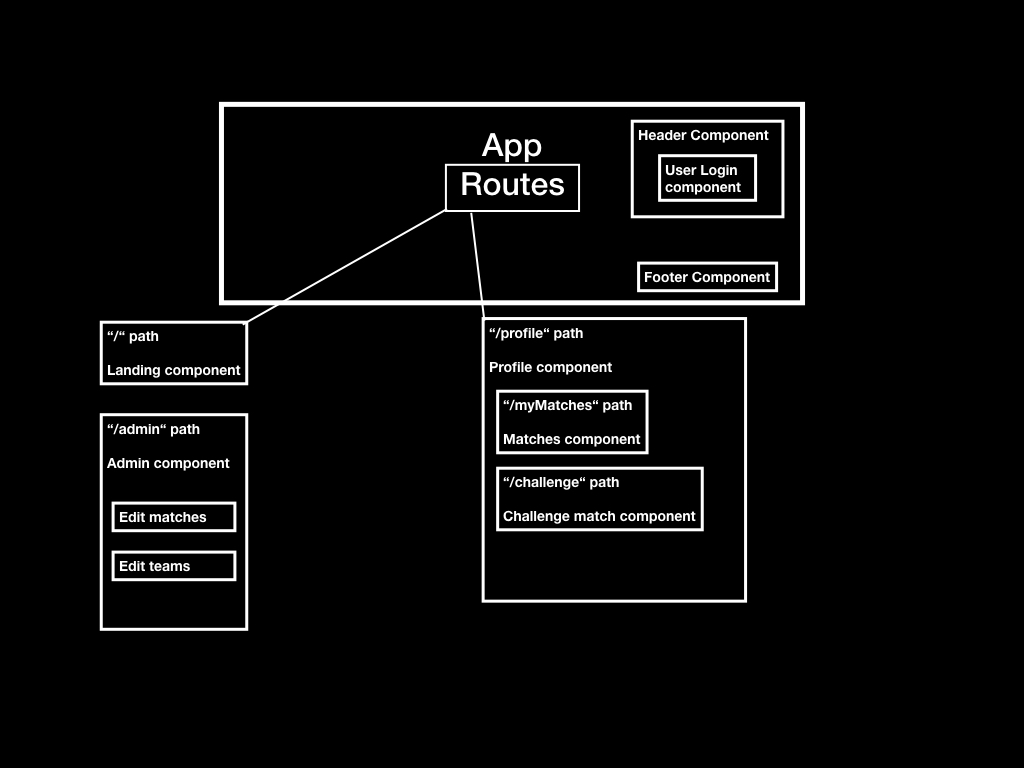 App
Routes
Header Component
User Login
component
Footer Component
“/“ path
Landing component
“/admin“ path
Admin component
Edit matches
Edit teams
“/profile“ path
Profile component
“/myMatches“ path
Matches component
“/challenge“ path
Challenge match component